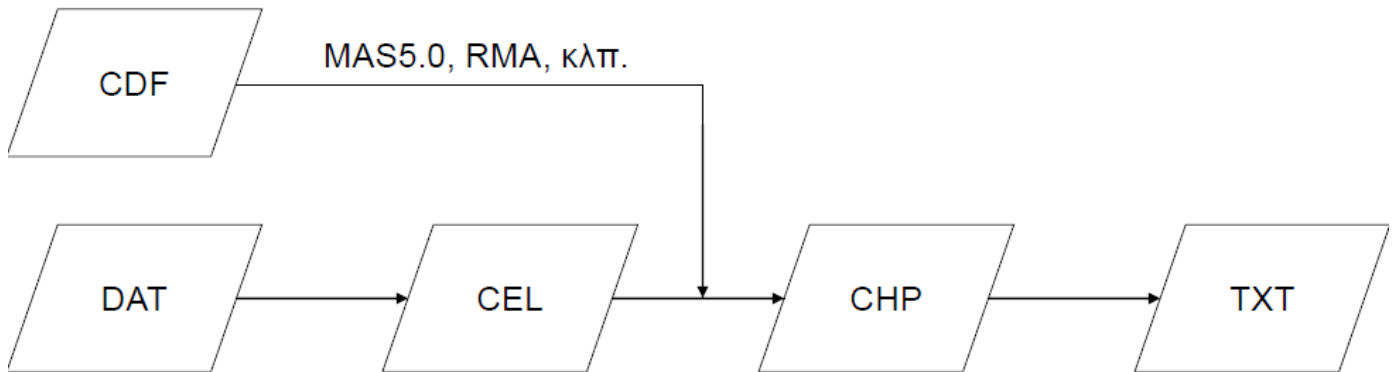 CDF
MAS5.0, RMA, κλπ.
DAT
CEL
CHP
TXT